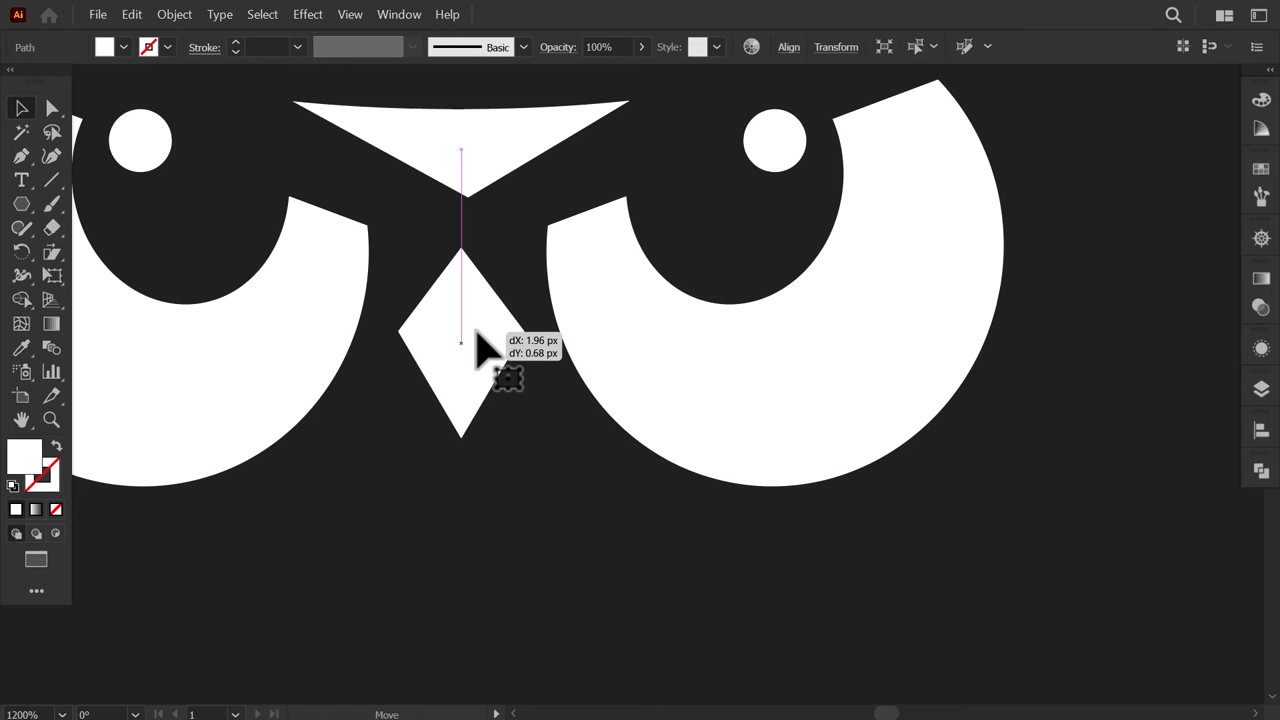 Ai File Edit Object Type Select Effect View Window Help
Path Stroke: Basic Opacity: 100% Style: Align Transform
dX: 1.96 px
dY: 0.68 px
1200% 0° 1 Move